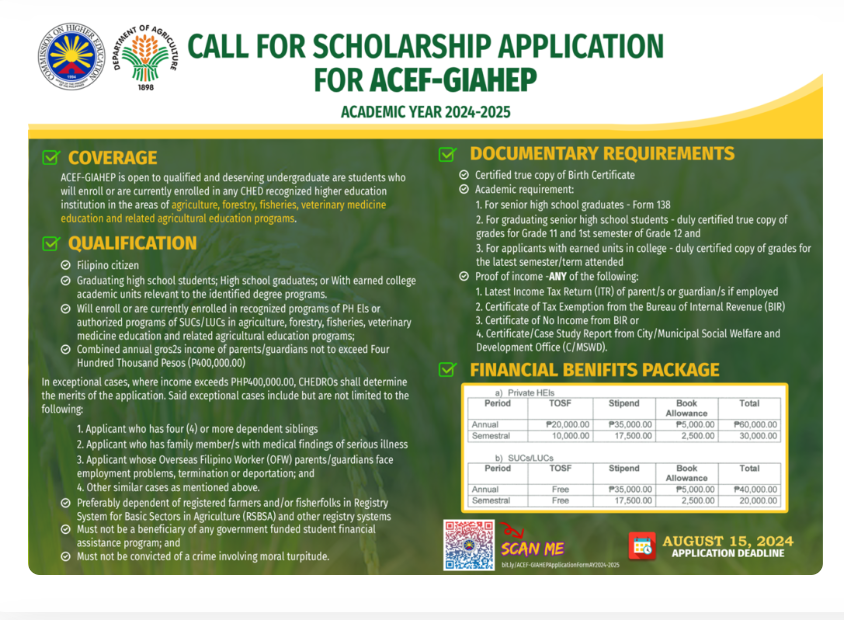 COMMISSION ON HIGHER EDUCATION
DEPARTMENT OF AGRICULTURE
1898
CALL FOR SCHOLARSHIP APPLICATION
FOR ACEF-GIAHEP
ACADEMIC YEAR 2024-2025
COVERAGE
ACEF-GIAHEP is open to qualified and deserving undergraduate are students who
will enroll or are currently enrolled in any CHED recognized higher education
institution in the areas of agriculture, forestry, fisheries, veterinary medicine
education and related agricultural education programs.
QUALIFICATION
Filipino citizen
Graduating high school students; High school graduates; or With earned college
academic units relevant to the identified degree programs.
Will enroll or are currently enrolled in recognized programs of PH EIs or
authorized programs of SUCs/LUCs in agriculture, forestry, fisheries, veterinary
medicine education and related agricultural education programs;
Combined annual gros2s income of parents/guardians not to exceed Four
Hundred Thousand Pesos (P400,000.00)
In exceptional cases, where income exceeds PHP400,000.00, CHEDROs shall determine
the merits of the application. Said exceptional cases include but are not limited to the
following:
1. Applicant who has four (4) or more dependent siblings
2. Applicant who has family member/s with medical findings of serious illness
3. Applicant whose Overseas Filipino Worker (OFW) parents/guardians face
employment problems, termination or deportation; and
4. Other similar cases as mentioned above.
Preferably dependent of registered farmers and/or fisherfolks in Registry
System for Basic Sectors in Agriculture (RSBSA) and other registry systems
Must not be a beneficiary of any government funded student financial
assistance program; and
Must not be convicted of a crime involving moral turpitude.
DOCUMENTARY REQUIREMENTS
Certified true copy of Birth Certificate
Academic requirement:
1. For senior high school graduates - Form 138
2. For graduating senior high school students - duly certified true copy of
grades for Grade 11 and 1st semester of Grade 12 and
3. For applicants with earned units in college - duly certified copy of grades for
the latest semester/term attended
Proof of income -ANY of the following:
1. Latest Income Tax Return (ITR) of parent/s or guardian/s if employed
2. Certificate of Tax Exemption from the Bureau of Internal Revenue (BIR)
3. Certificate of No Income from BIR or
4. Certificate/Case Study Report from City/Municipal Social Welfare and
Development Office (C/MSWD).
FINANCIAL BENIFITS PACKAGE
a) Private HEIs
Period TOSF Stipend Book Allowance Total
Annual ₱20,000.00 ₱35,000.00 ₱5,000.00 ₱60,000.00
Semestral 10,000.00 17,500.00 2,500.00 30,000.00
b) SUCs/LUCs
Period TOSF Stipend Book Allowance Total
Annual Free ₱35,000.00 ₱5,000.00 ₱40,000.00
Semestral Free 17,500.00 2,500.00 20,000.00
SCAN ME
bit.ly/ACEF-GIAHEPApplicationFormAY2024-2025
AUGUST 15, 2024
APPLICATION DEADLINE